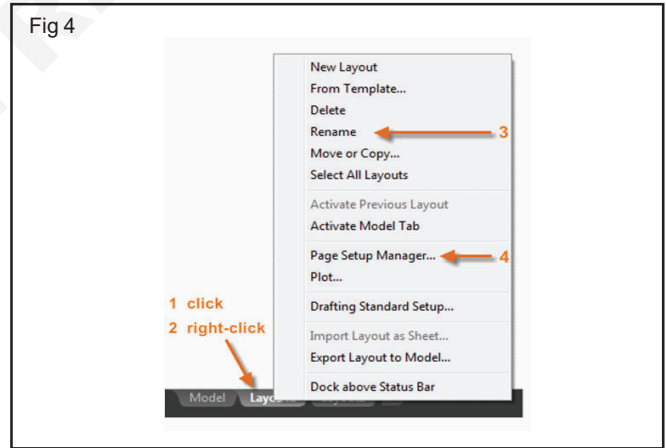 Fig 4
New Layout
From Template...
Delete
Rename
3
Move or Copy...
Select All Layouts
Activate Previous Layout
Activate Model Tab
Page Setup Manager...
4
Plot...
1 click
Drafting Standard Setup...
2 right-click
Import Layout as Sheet...
Export Layout to Model...
Dock above Status Bar
Model